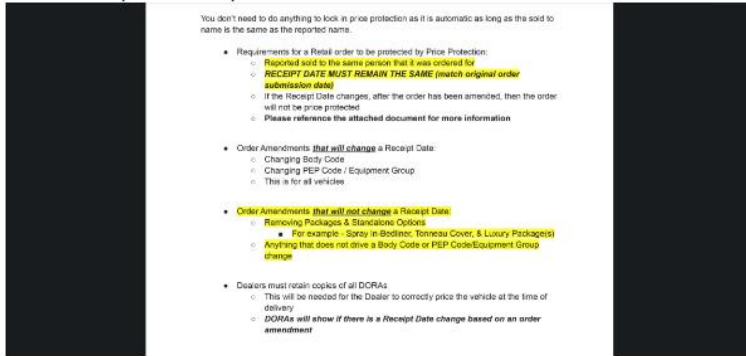 You don't need to do anything to lock in price protection as it is automatic as long as the sold to
name is the same as the reported name.
• Requirements for a Retail order to be protected by Price Protection:
○ Reported sold to the same person that it was ordered for
○ RECEIPT DATE MUST REMAIN THE SAME (match original order
submission date)
○ If the Receipt Date changes, after the order has been amended, then the order
will not be price protected
○ Please reference the attached document for more information
• Order Amendments that will change a Receipt Date:
○ Changing Body Code
○ Changing PEP Code / Equipment Group
○ This is for all vehicles
• Order Amendments that will not change a Receipt Date:
○ Removing Packages & Standalone Options
■ For example - Spray In-Bedliner, Tonneau Cover, & Luxury Package(s)
○ Anything that does not drive a Body Code or PEP Code/Equipment Group
change
• Dealers must retain copies of all DORAs
○ This will be needed for the Dealer to correctly price the vehicle at the time of
delivery
○ DORAs will show if there is a Receipt Date change based on an order
amendment